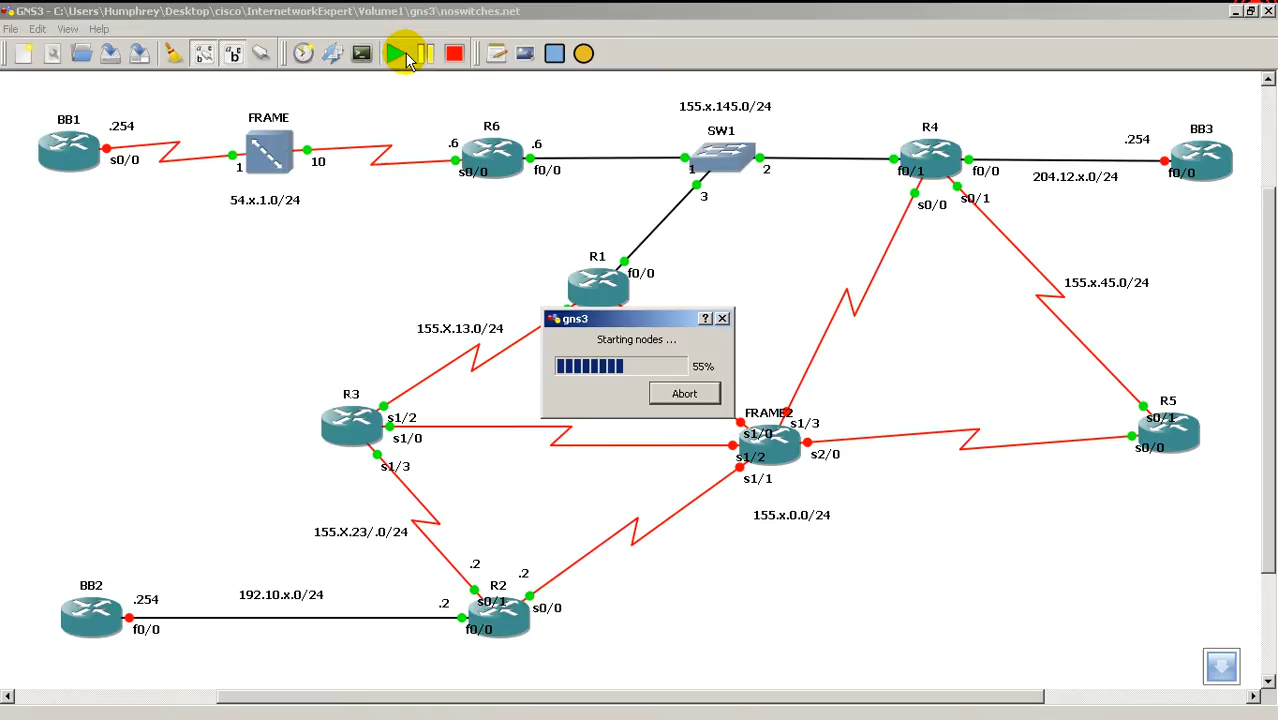 GNS3 - C:\Users\Humphrey\Desktop\cisco\InternetworkExpert\Volume1\gns3\noswitches.net
File Edit View Help
155.x.145.0/24
BB1 .254 FRAME R6 .6 .6 SW1 R4 .254 BB3
s0/0 1 10 s0/0 f0/0 1 2 f0/1 f0/0 204.12.x.0/24 f0/0
54.x.1.0/24 3 s0/0 s0/1
R1 f0/0
155.x.45.0/24
155.X.13.0/24
gns3
Starting nodes ...
55%
Abort
R3 s1/2 s1/0 s1/3
FRAME2 s1/3 s1/0 s1/2 s2/0 s1/1
R5 s0/1 s0/0
155.x.0.0/24
155.X.23/.0/24
BB2 .254 192.10.x.0/24 .2 R2 .2 .2
f0/0 f0/0 s0/1 s0/0